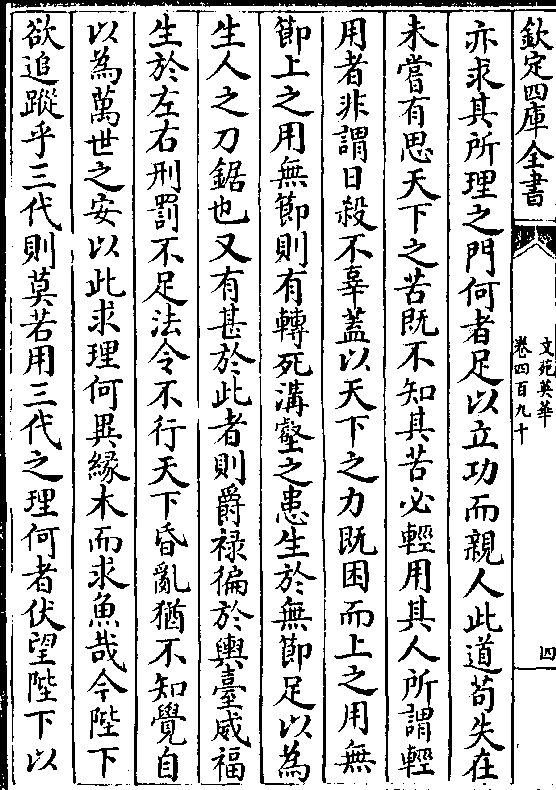 欽定四庫全書
文苑英華
卷四百九十
四
亦求其所理之門何者足以立功而親人此道苟失在
未嘗有思天下之苦既不知其苦必輕用其人所謂輕
用者非謂日殺不辜蓋以天下之力既困而上之用無
節上之用無節則有轉死溝壑之患生於無節足以為
生人之刀鋸也又有甚於此者則爵祿徧於輿臺威福
生於左右刑罰不足法令不行天下昏亂猶不知覺自
以為萬世之安以此求理何異緣木而求魚哉今陛下
欲追蹤乎三代則莫若用三代之理何者伏望陛下以